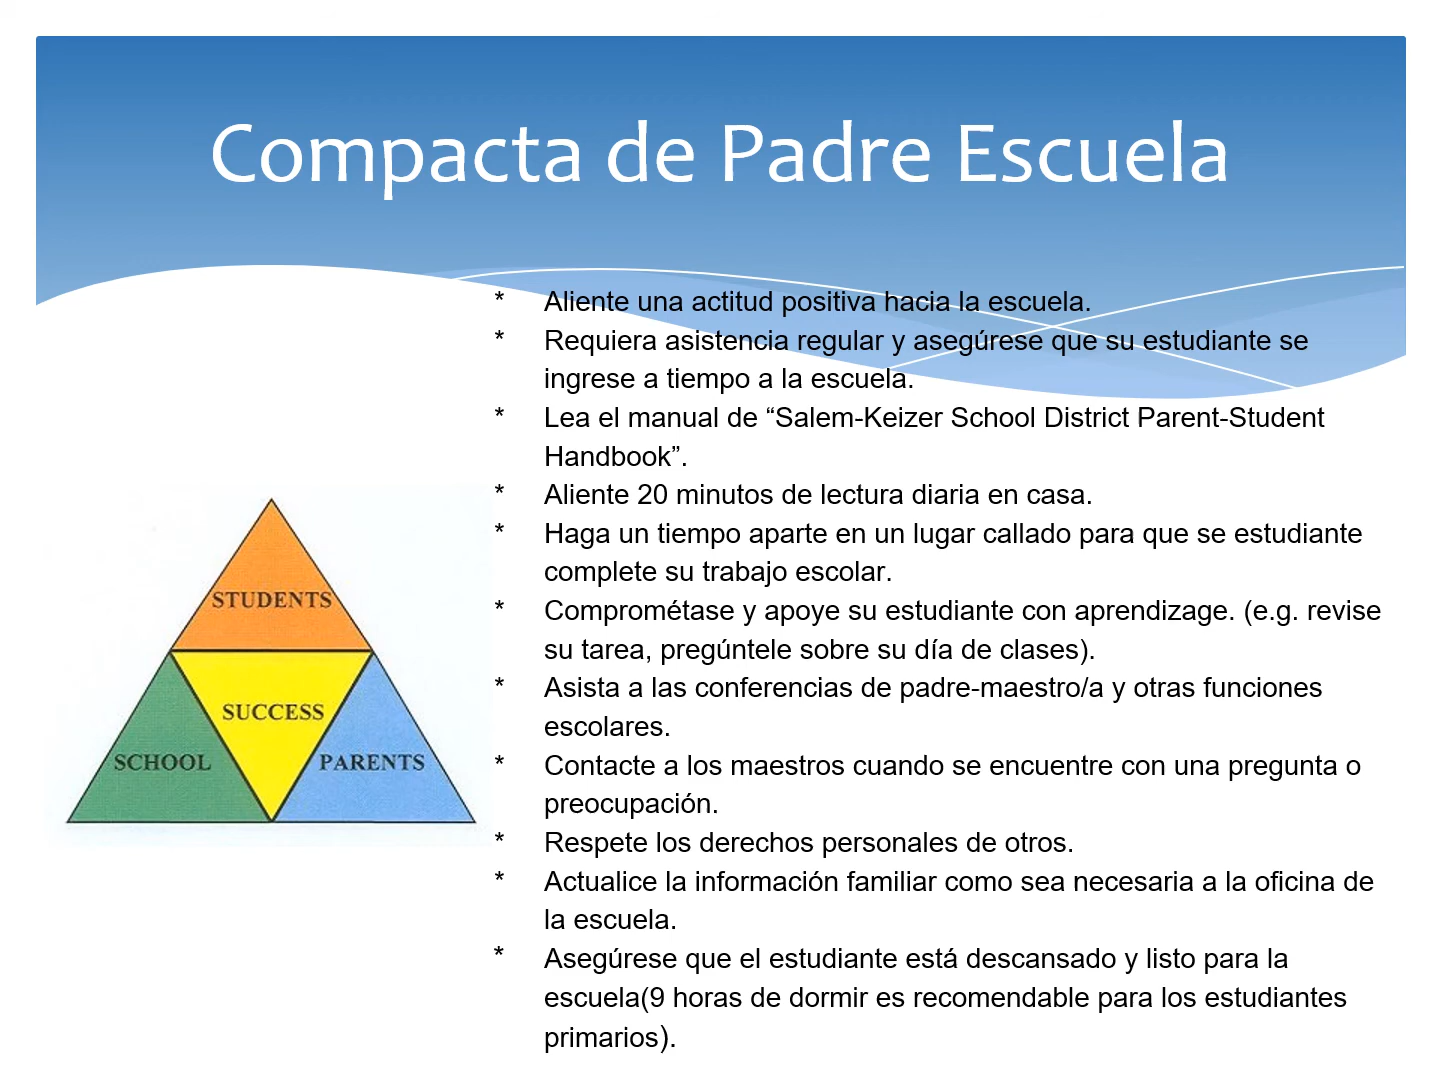 Compacta de Padre Escuela
* Aliente una actitud positiva hacia la escuela.
* Requiera asistencia regular y asegúrese que su estudiante se
ingrese a tiempo a la escuela.
* Lea el manual de “Salem-Keizer School District Parent-Student
Handbook”.
* Aliente 20 minutos de lectura diaria en casa.
* Haga un tiempo aparte en un lugar callado para que se estudiante
complete su trabajo escolar.
* Comprométase y apoye su estudiante con aprendizage. (e.g. revise
su tarea, pregúntele sobre su día de clases).
* Asista a las conferencias de padre-maestro/a y otras funciones
escolares.
* Contacte a los maestros cuando se encuentre con una pregunta o
preocupación.
* Respete los derechos personales de otros.
* Actualice la información familiar como sea necesaria a la oficina de
la escuela.
* Asegúrese que el estudiante está descansado y listo para la
escuela(9 horas de dormir es recomendable para los estudiantes
primarios).
STUDENTS
SUCCESS
SCHOOL
PARENTS